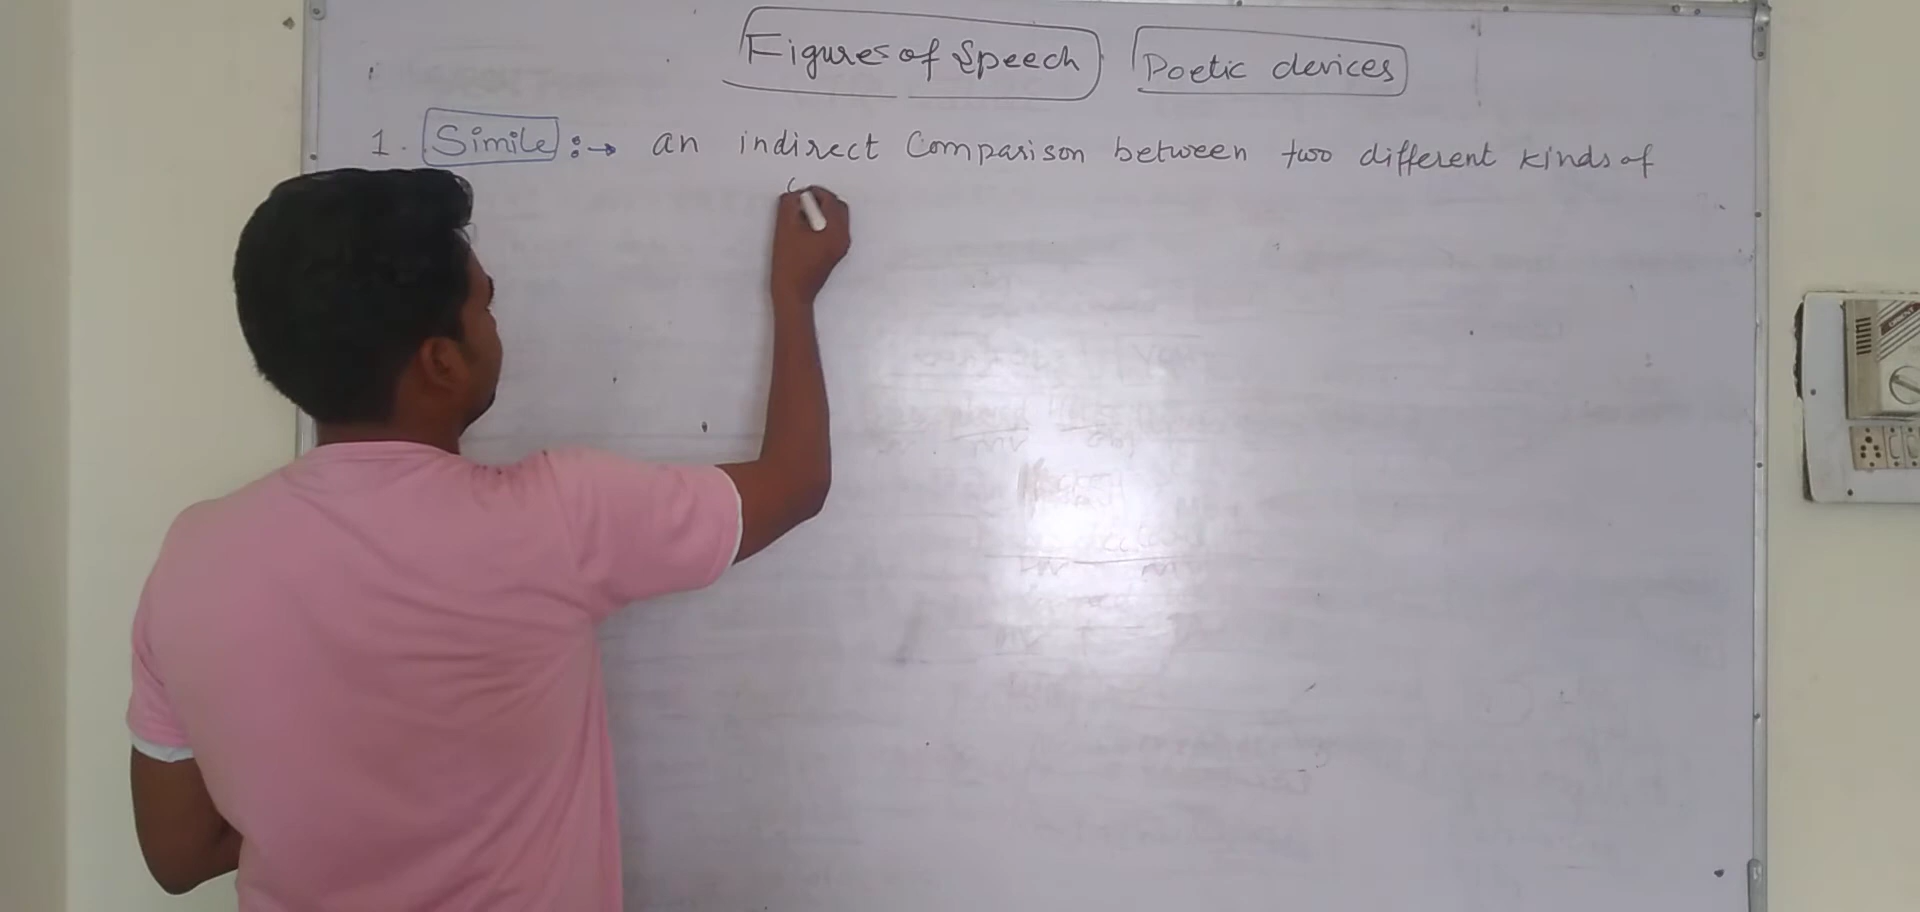 Figures of Speech Poetic devices
1. Simile :→ an indirect Comparison between two different kinds of